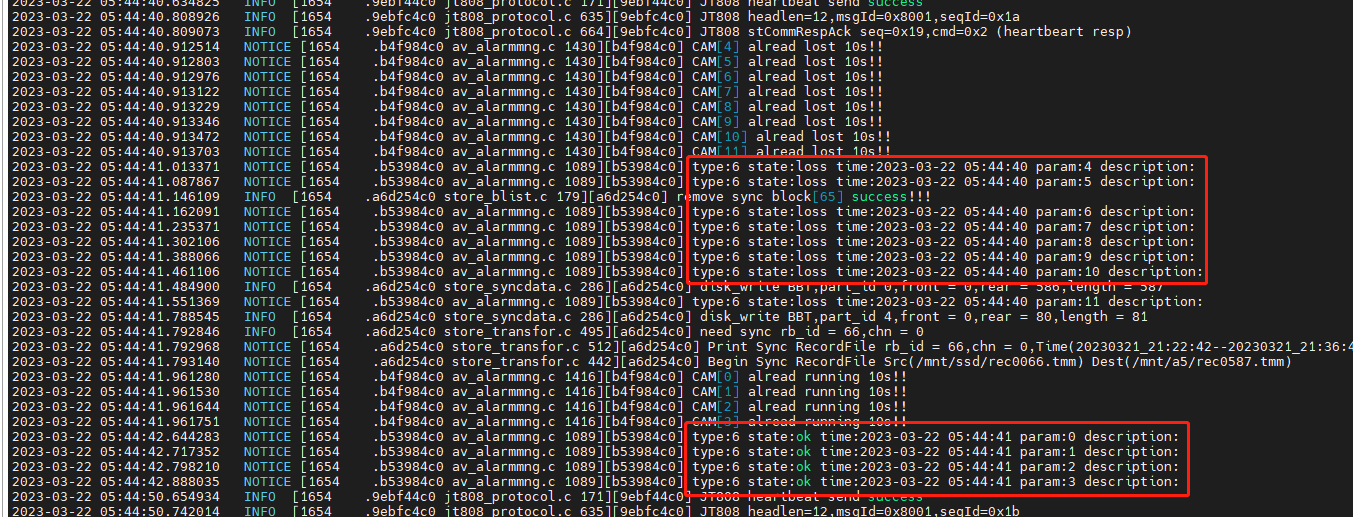 2023-03-22 05:44:40.634825 INFO [1654 .9ebf44c0 jt808_protocol.c 171][9ebf44c0] JT808 heartbeat send success
2023-03-22 05:44:40.808926 INFO [1654 .9ebfc4c0 jt808_protocol.c 635][9ebfc4c0] JT808 headlen=12,msgId=0x8001,seqId=0x1a
2023-03-22 05:44:40.809073 INFO [1654 .9ebfc4c0 jt808_protocol.c 664][9ebfc4c0] JT808 stCommRespAck seq=0x19,cmd=0x2 (heartbeart resp)
2023-03-22 05:44:40.912514 NOTICE [1654 .b4f984c0 av_alarmmng.c 1430][b4f984c0] CAM[4] alread lost 10s!!
2023-03-22 05:44:40.912803 NOTICE [1654 .b4f984c0 av_alarmmng.c 1430][b4f984c0] CAM[5] alread lost 10s!!
2023-03-22 05:44:40.912976 NOTICE [1654 .b4f984c0 av_alarmmng.c 1430][b4f984c0] CAM[6] alread lost 10s!!
2023-03-22 05:44:40.913122 NOTICE [1654 .b4f984c0 av_alarmmng.c 1430][b4f984c0] CAM[7] alread lost 10s!!
2023-03-22 05:44:40.913229 NOTICE [1654 .b4f984c0 av_alarmmng.c 1430][b4f984c0] CAM[8] alread lost 10s!!
2023-03-22 05:44:40.913346 NOTICE [1654 .b4f984c0 av_alarmmng.c 1430][b4f984c0] CAM[9] alread lost 10s!!
2023-03-22 05:44:40.913472 NOTICE [1654 .b4f984c0 av_alarmmng.c 1430][b4f984c0] CAM[10] alread lost 10s!!
2023-03-22 05:44:40.913703 NOTICE [1654 .b4f984c0 av_alarmmng.c 1430][b4f984c0] CAM[11] alread lost 10s!!
2023-03-22 05:44:41.013371 NOTICE [1654 .b53984c0 av_alarmmng.c 1089][b53984c0] type:6 state:loss time:2023-03-22 05:44:40 param:4 description:
2023-03-22 05:44:41.087867 NOTICE [1654 .b53984c0 av_alarmmng.c 1089][b53984c0] type:6 state:loss time:2023-03-22 05:44:40 param:5 description:
2023-03-22 05:44:41.146109 INFO [1654 .a6d254c0 store_blist.c 179][a6d254c0] remove sync block[65] success!!!
2023-03-22 05:44:41.162091 NOTICE [1654 .b53984c0 av_alarmmng.c 1089][b53984c0] type:6 state:loss time:2023-03-22 05:44:40 param:6 description:
2023-03-22 05:44:41.235371 NOTICE [1654 .b53984c0 av_alarmmng.c 1089][b53984c0] type:6 state:loss time:2023-03-22 05:44:40 param:7 description:
2023-03-22 05:44:41.302106 NOTICE [1654 .b53984c0 av_alarmmng.c 1089][b53984c0] type:6 state:loss time:2023-03-22 05:44:40 param:8 description:
2023-03-22 05:44:41.388066 NOTICE [1654 .b53984c0 av_alarmmng.c 1089][b53984c0] type:6 state:loss time:2023-03-22 05:44:40 param:9 description:
2023-03-22 05:44:41.461106 NOTICE [1654 .b53984c0 av_alarmmng.c 1089][b53984c0] type:6 state:loss time:2023-03-22 05:44:40 param:10 description:
2023-03-22 05:44:41.484900 INFO [1654 .a6d254c0 store_syncdata.c 286][a6d254c0] disk_write BBT,part_id front = 0,rear = 586,length = 587
2023-03-22 05:44:41.551369 NOTICE [1654 .b53984c0 av_alarmmng.c 1089][b53984c0] type:6 state:loss time:2023-03-22 05:44:40 param:11 description:
2023-03-22 05:44:41.788545 INFO [1654 .a6d254c0 store_syncdata.c 286][a6d254c0] disk_write BBT,part_id 4,front = 0,rear = 80,length = 81
2023-03-22 05:44:41.792846 INFO [1654 .a6d254c0 store_transfor.c 495][a6d254c0] need sync rb_id = 66,chn = 0
2023-03-22 05:44:41.792968 NOTICE [1654 .a6d254c0 store_transfor.c 512][a6d254c0] Print Sync RecordFile rb_id = 66,chn = 0,Time(20230321_21:22:42--20230321_21:36:4
2023-03-22 05:44:41.793140 NOTICE [1654 .a6d254c0 store_transfor.c 442][a6d254c0] Begin Sync RecordFile Src(/mnt/ssd/rec0066.tmm) Dest(/mnt/a5/rec0587.tmm)
2023-03-22 05:44:41.961280 NOTICE [1654 .b4f984c0 av_alarmmng.c 1416][b4f984c0] CAM[0] alread running 10s!!
2023-03-22 05:44:41.961530 NOTICE [1654 .b4f984c0 av_alarmmng.c 1416][b4f984c0] CAM[1] alread running 10s!!
2023-03-22 05:44:41.961644 NOTICE [1654 .b4f984c0 av_alarmmng.c 1416][b4f984c0] CAM[2] alread running 10s!!
2023-03-22 05:44:41.961751 NOTICE [1654 .b4f984c0 av_alarmmng.c 1416][b4f984c0] CAM[3] alread running 10s!!
2023-03-22 05:44:42.644283 NOTICE [1654 .b53984c0 av_alarmmng.c 1089][b53984c0] type:6 state:ok time:2023-03-22 05:44:41 param:0 description:
2023-03-22 05:44:42.717352 NOTICE [1654 .b53984c0 av_alarmmng.c 1089][b53984c0] type:6 state:ok time:2023-03-22 05:44:41 param:1 description:
2023-03-22 05:44:42.798210 NOTICE [1654 .b53984c0 av_alarmmng.c 1089][b53984c0] type:6 state:ok time:2023-03-22 05:44:41 param:2 description:
2023-03-22 05:44:42.888035 NOTICE [1654 .b53984c0 av_alarmmng.c 1089][b53984c0] type:6 state:ok time:2023-03-22 05:44:41 param:3 description:
2023-03-22 05:44:50.654934 INFO [1654 .9ebf44c0 jt808_protocol.c 171][9ebf44c0] JT808 heartbeat send success
2023-03-22 05:44:50.742014 INFO [1654 .9ebfc4c0 jt808_protocol.c 635][9ebfc4c0] JT808 headlen=12,msgId=0x8001,seqId=0x1b